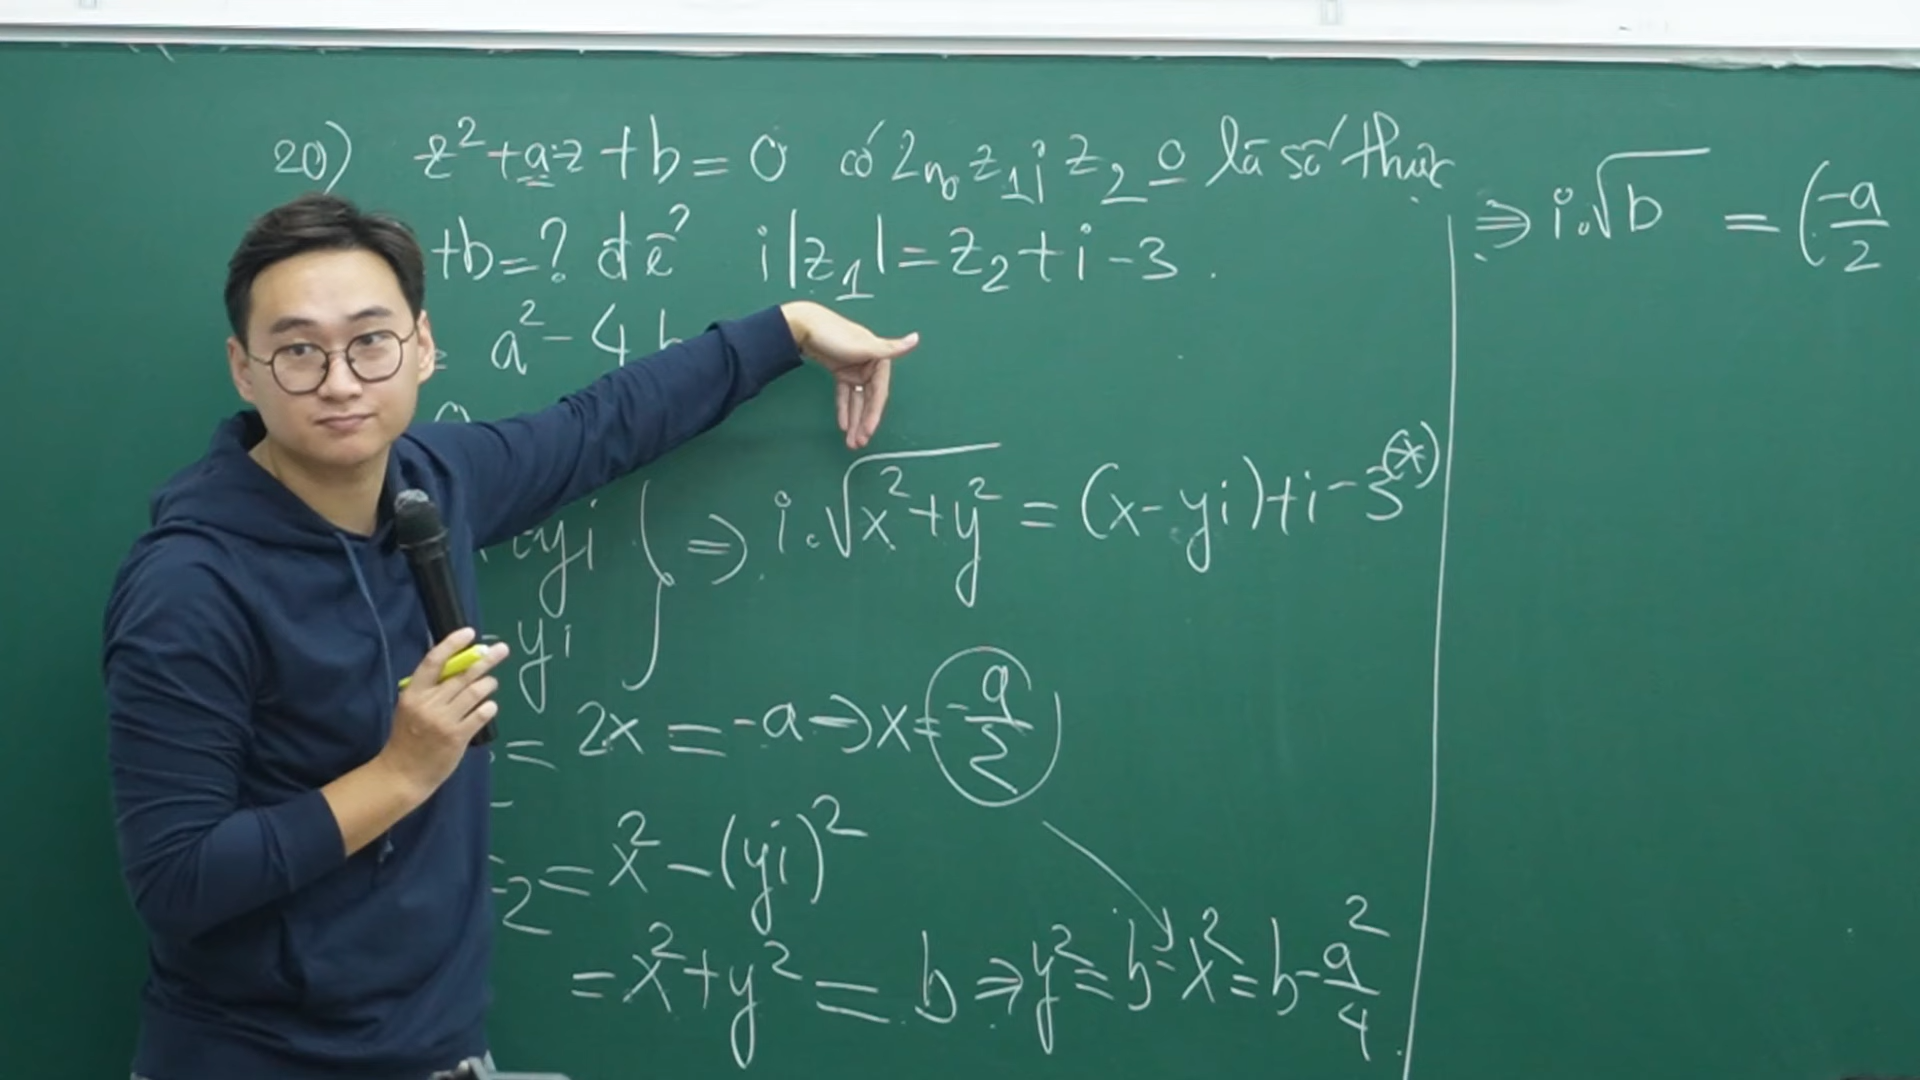 20) z² + az + b = 0 có 2 n₀ z₁; z₂ 0 là số thực
+b = ? để i|z₁| = z₂ + i - 3.
a² - 4b
yi } ⇒ i.√(x² + y²) = (x - yi) + i - 3 (*)
yi
= 2x = -a → x = -a/2
2 = x² - (yi)²
= x² + y² = b ⇒ y² = b - x² = b - a²/4
⇒ i.√b = (-a/2